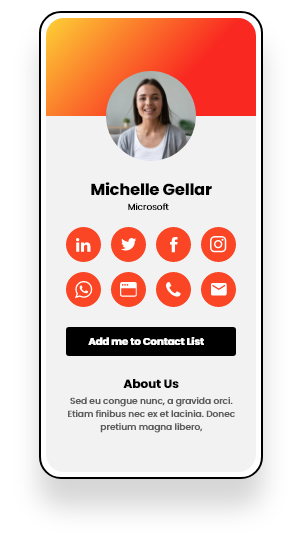 Michelle Gellar
Microsoft
Add me to Contact List
About Us
Sed eu congue nunc, a gravida orci.
Etiam finibus nec ex et lacinia. Donec
pretium magna libero,